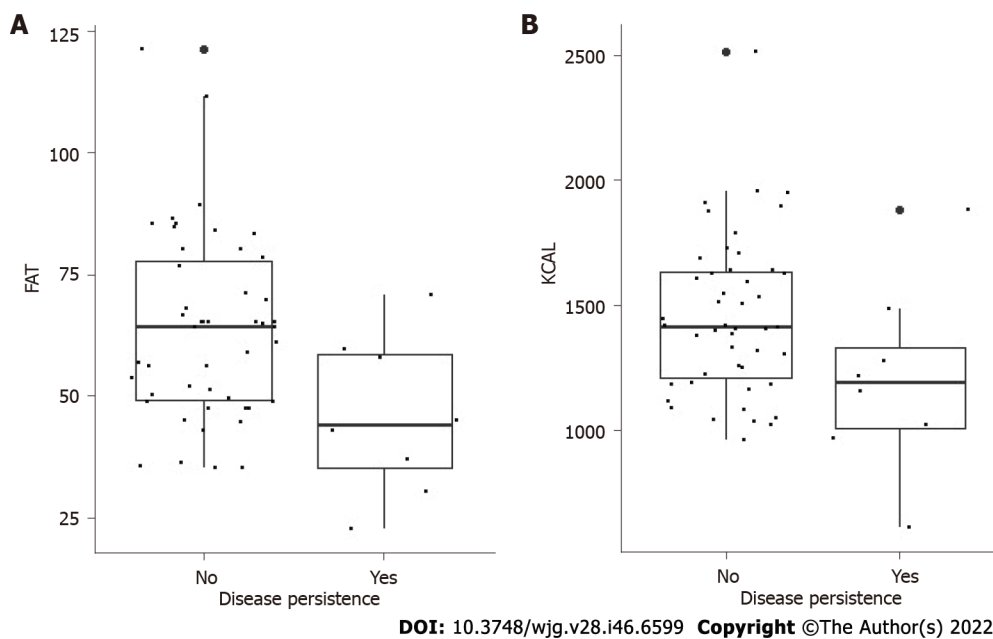 A
B
125
100
75
50
25
FAT
No
Yes
Disease persistence
2500
2000
1500
1000
KCAL
No
Yes
Disease persistence
DOI: 10.3748/wjg.v28.i46.6599 Copyright ©The Author(s) 2022